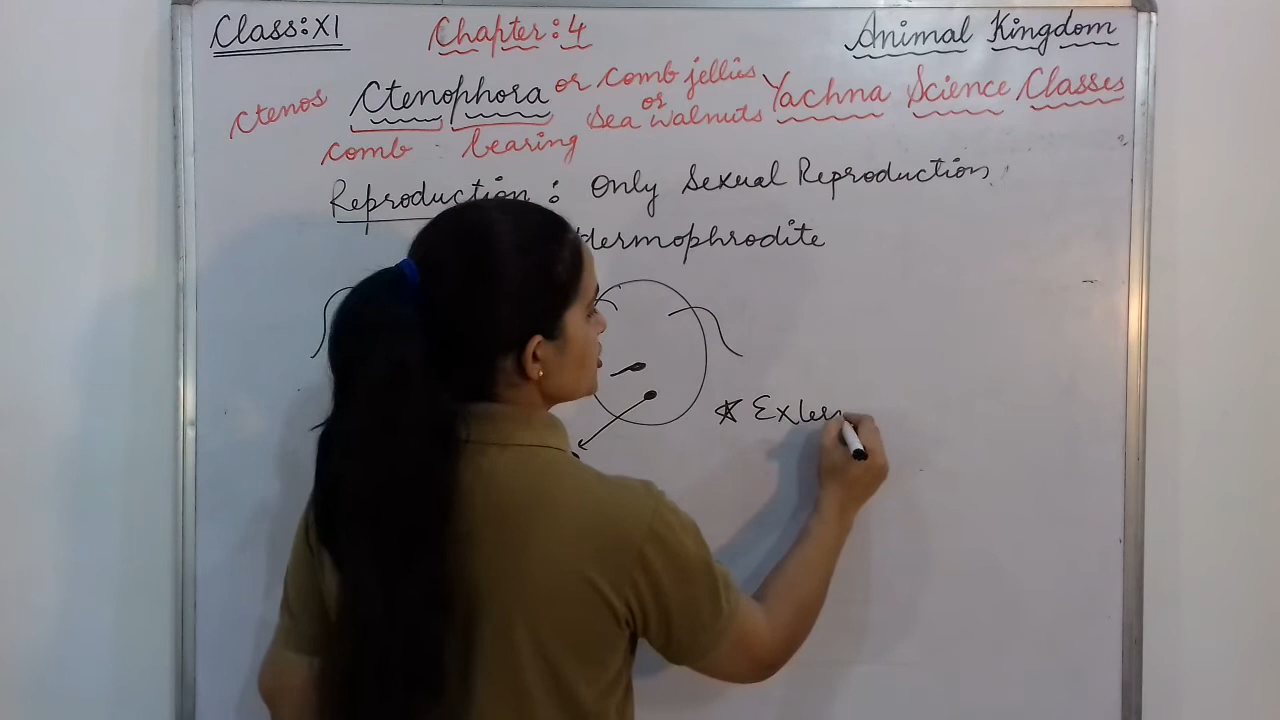 Class:XI Chapter:4 Animal Kingdom
ctenos Ctenophora or Comb jellies Yachna Science Classes
or
Sea walnuts
comb bearing
Reproduction: Only Sexual Reproduction
Hermophrodite
* Extern